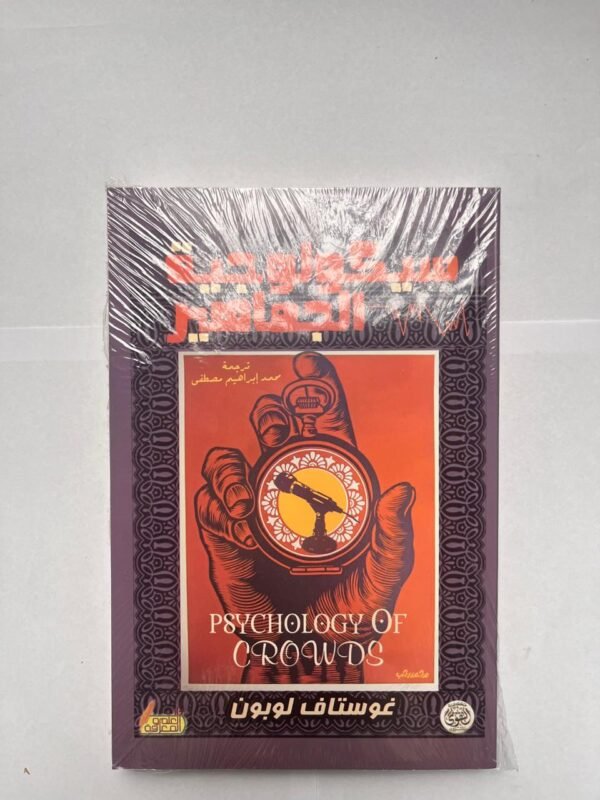 سيكولوجية
الجماهير
ترجمة
محمد إبراهيم مصطفى
PSYCHOLOGY OF
CROWDS
غوستاف لوبون